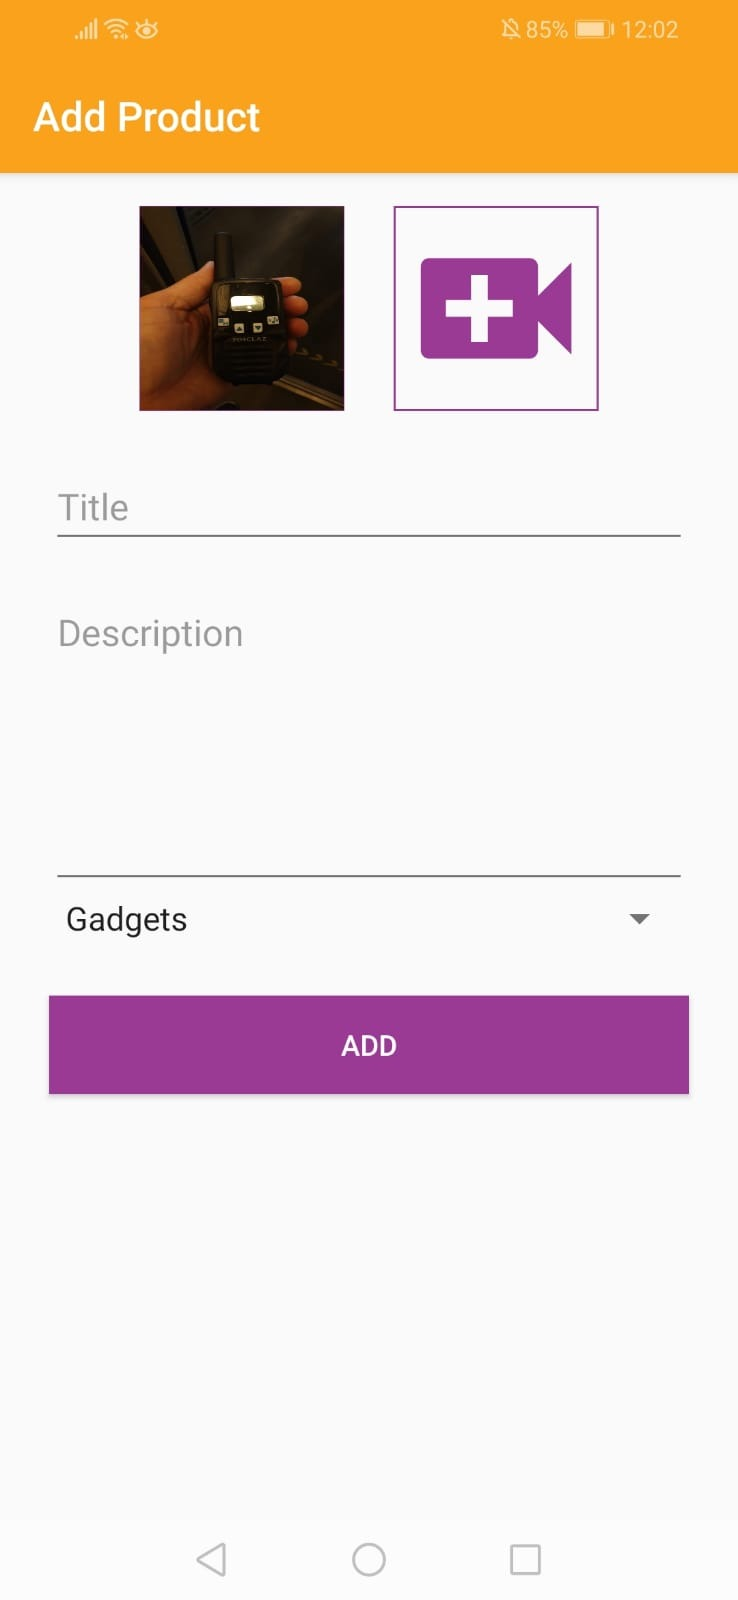 85% 12:02
Add Product
Title
Description
Gadgets
ADD